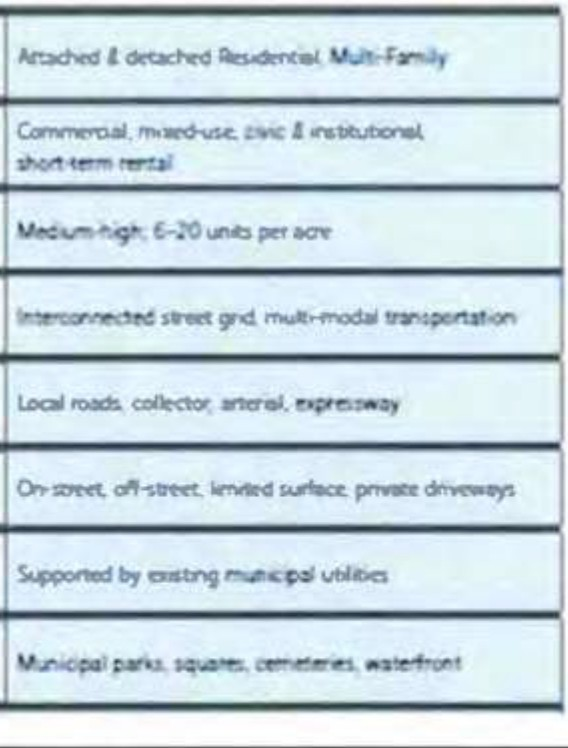 Attached & detached Residential, Multi-Family
Commercial, mixed-use, civic & institutional,
short-term rental
Medium-high; 6-20 units per acre
Interconnected street grid, multi-modal transportation
Local roads, collector, arterial, expressway
On-street, off-street, limited surface, private driveways
Supported by existing municipal utilities
Municipal parks, squares, cemeteries, waterfront